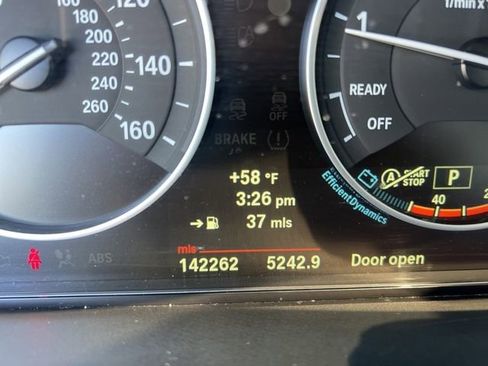 160
180
200
220
240
260
120
140
160
1
1/min x
READY
OFF
BRAKE
+58 °F
3:26 pm
37 mls
A START
STOP
P
EfficientDynamics
40
mls
142262 5242.9 Door open
ABS